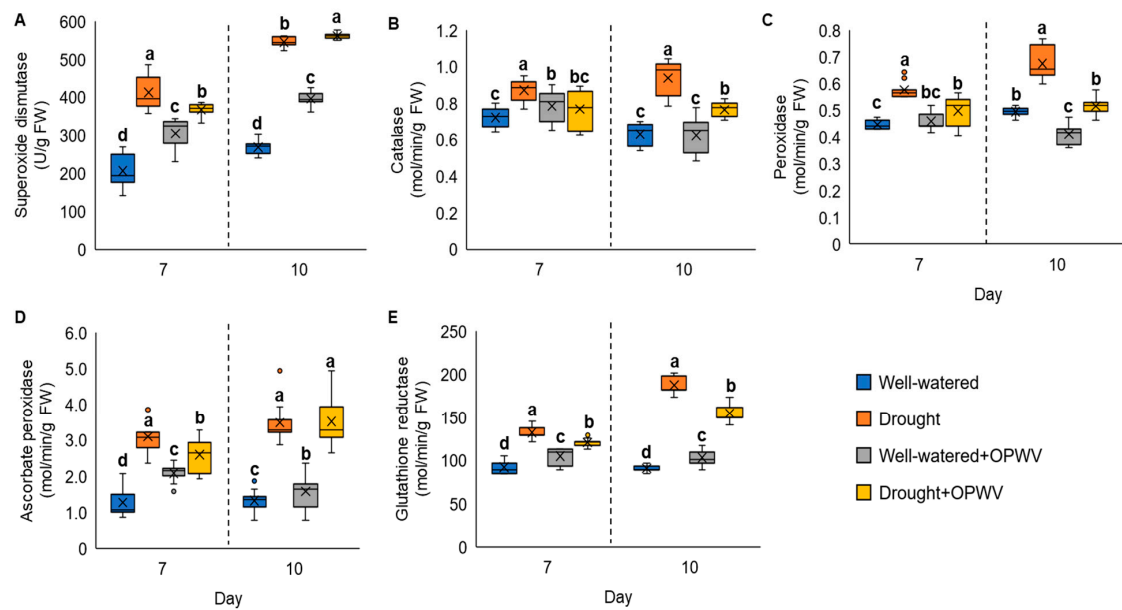 A
Superoxide dismutase
(U/g FW)
600
500
400
300
200
100
0
d
a
c
b
d
b
c
a
7
10
B
Catalase
(mol/min/g FW)
1.2
1.0
0.8
0.6
0.4
0.2
0
c
a
b
bc
c
a
c
b
7
10
C
Peroxidase
(mol/min/g FW)
0.8
0.7
0.6
0.5
0.4
0.3
0.2
0.1
0
c
a
bc
b
b
a
c
b
7
10
Day
D
Ascorbate peroxidase
(mol/min/g FW)
6.0
5.0
4.0
3.0
2.0
1.0
0
d
a
c
b
c
a
b
a
7
10
Day
E
Glutathione reductase
(mol/min/g FW)
250
200
150
100
50
0
d
a
c
b
d
a
c
b
7
10
Day
Well-watered
Drought
Well-watered+OPWV
Drought+OPWV